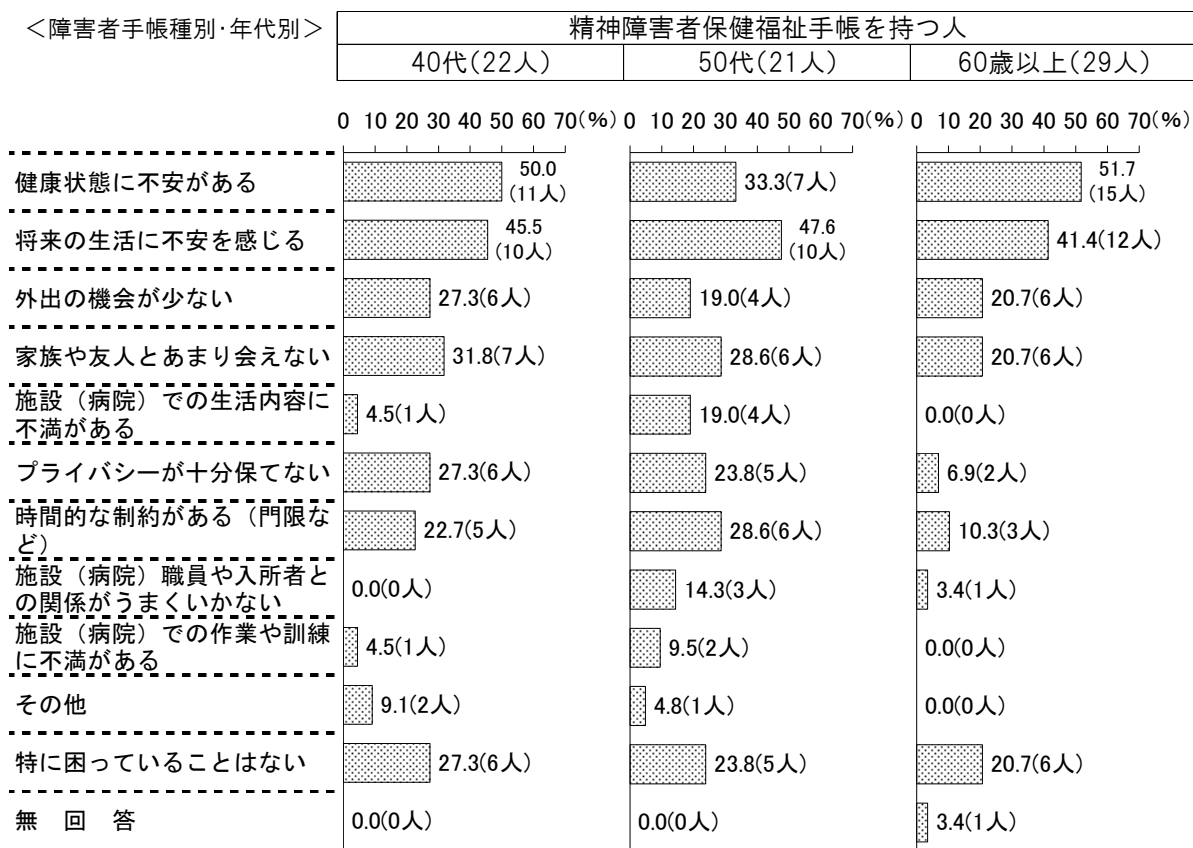 ＜障害者手帳種別･年代別＞
精神障害者保健福祉手帳を持つ人
40代(22人) 50代(21人) 60歳以上(29人)
0 10 20 30 40 50 60 70(%) 0 10 20 30 40 50 60 70(%) 0 10 20 30 40 50 60 70(%)
健康状態に不安がある 50.0(11人) 33.3(7人) 51.7(15人)
将来の生活に不安を感じる 45.5(10人) 47.6(10人) 41.4(12人)
外出の機会が少ない 27.3(6人) 19.0(4人) 20.7(6人)
家族や友人とあまり会えない 31.8(7人) 28.6(6人) 20.7(6人)
施設（病院）での生活内容に
不満がある 4.5(1人) 19.0(4人) 0.0(0人)
プライバシーが十分保てない 27.3(6人) 23.8(5人) 6.9(2人)
時間的な制約がある（門限な
ど） 22.7(5人) 28.6(6人) 10.3(3人)
施設（病院）職員や入所者と
の関係がうまくいかない 0.0(0人) 14.3(3人) 3.4(1人)
施設（病院）での作業や訓練
に不満がある 4.5(1人) 9.5(2人) 0.0(0人)
その他 9.1(2人) 4.8(1人) 0.0(0人)
特に困っていることはない 27.3(6人) 23.8(5人) 20.7(6人)
無　回　答 0.0(0人) 0.0(0人) 3.4(1人)